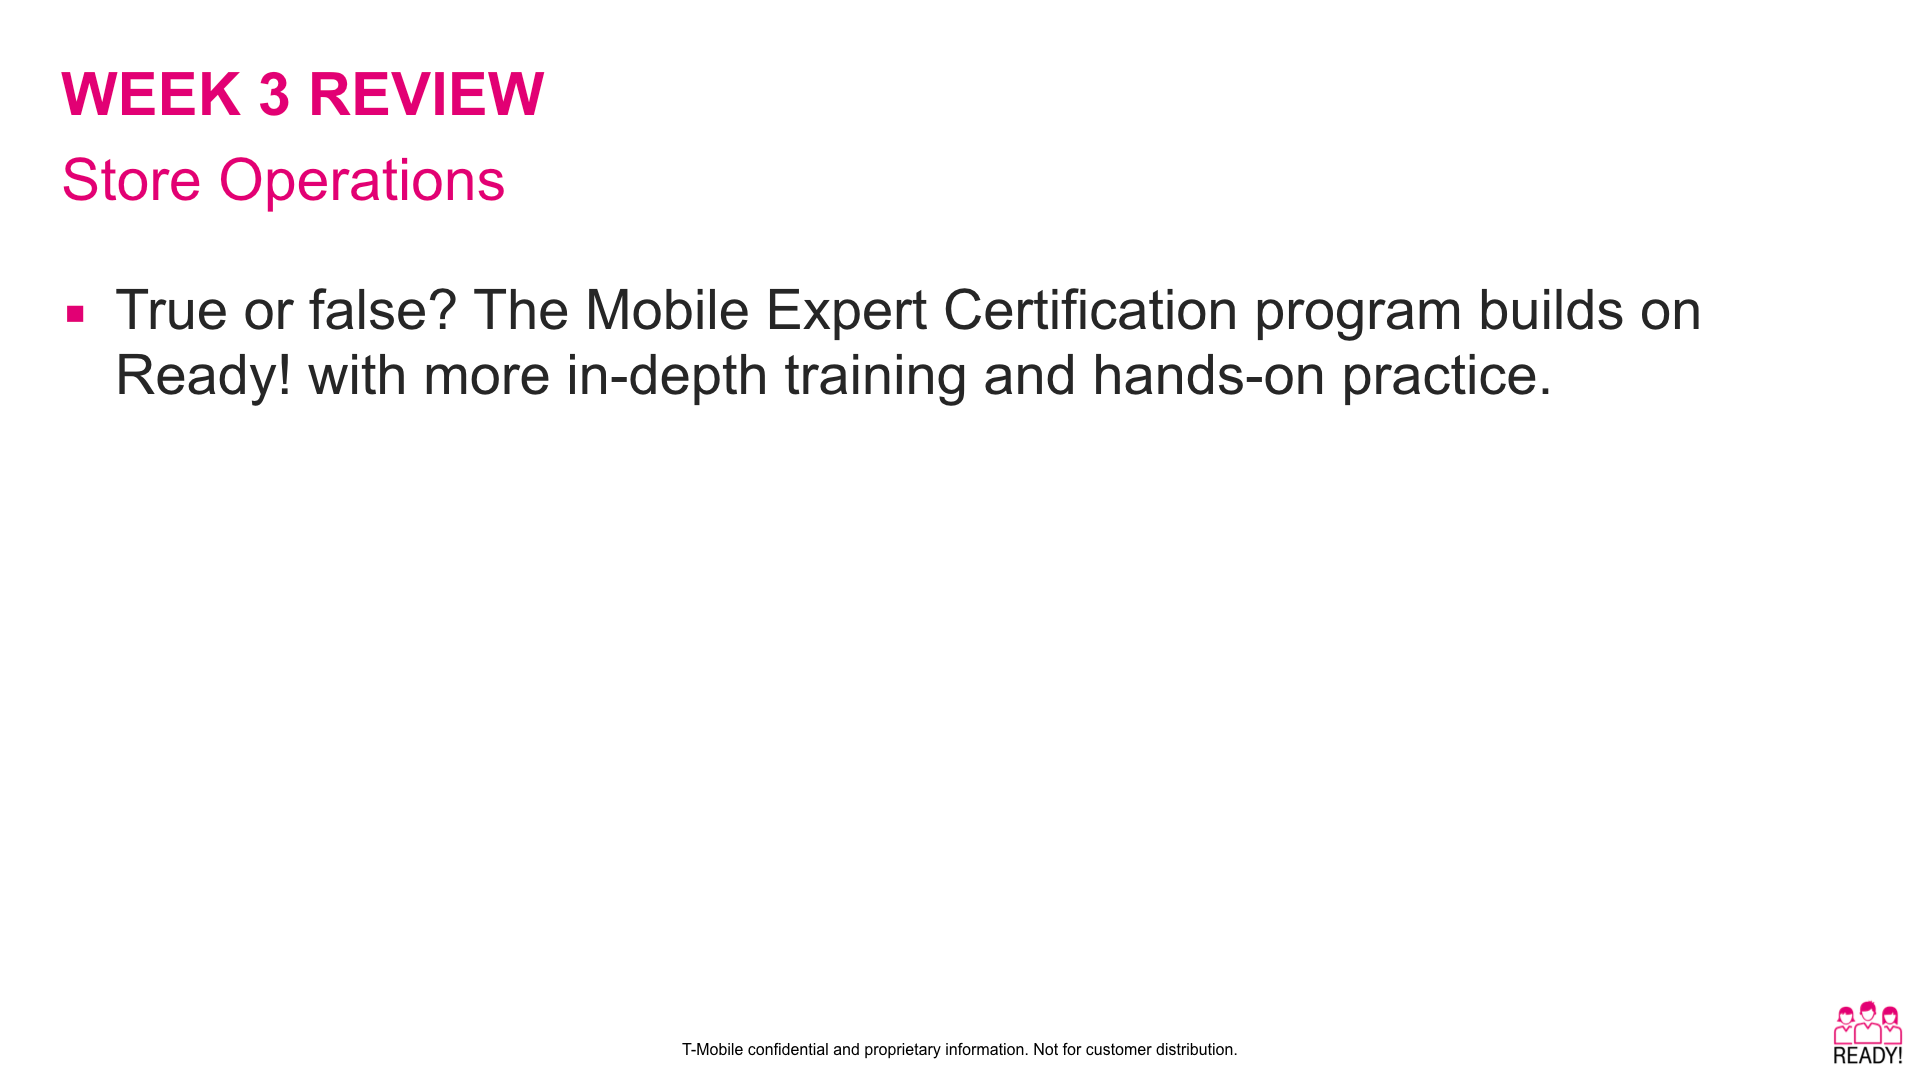 WEEK 3 REVIEW
Store Operations
▪ True or false? The Mobile Expert Certification program builds on
Ready! with more in-depth training and hands-on practice.
T-Mobile confidential and proprietary information. Not for customer distribution.
READY!